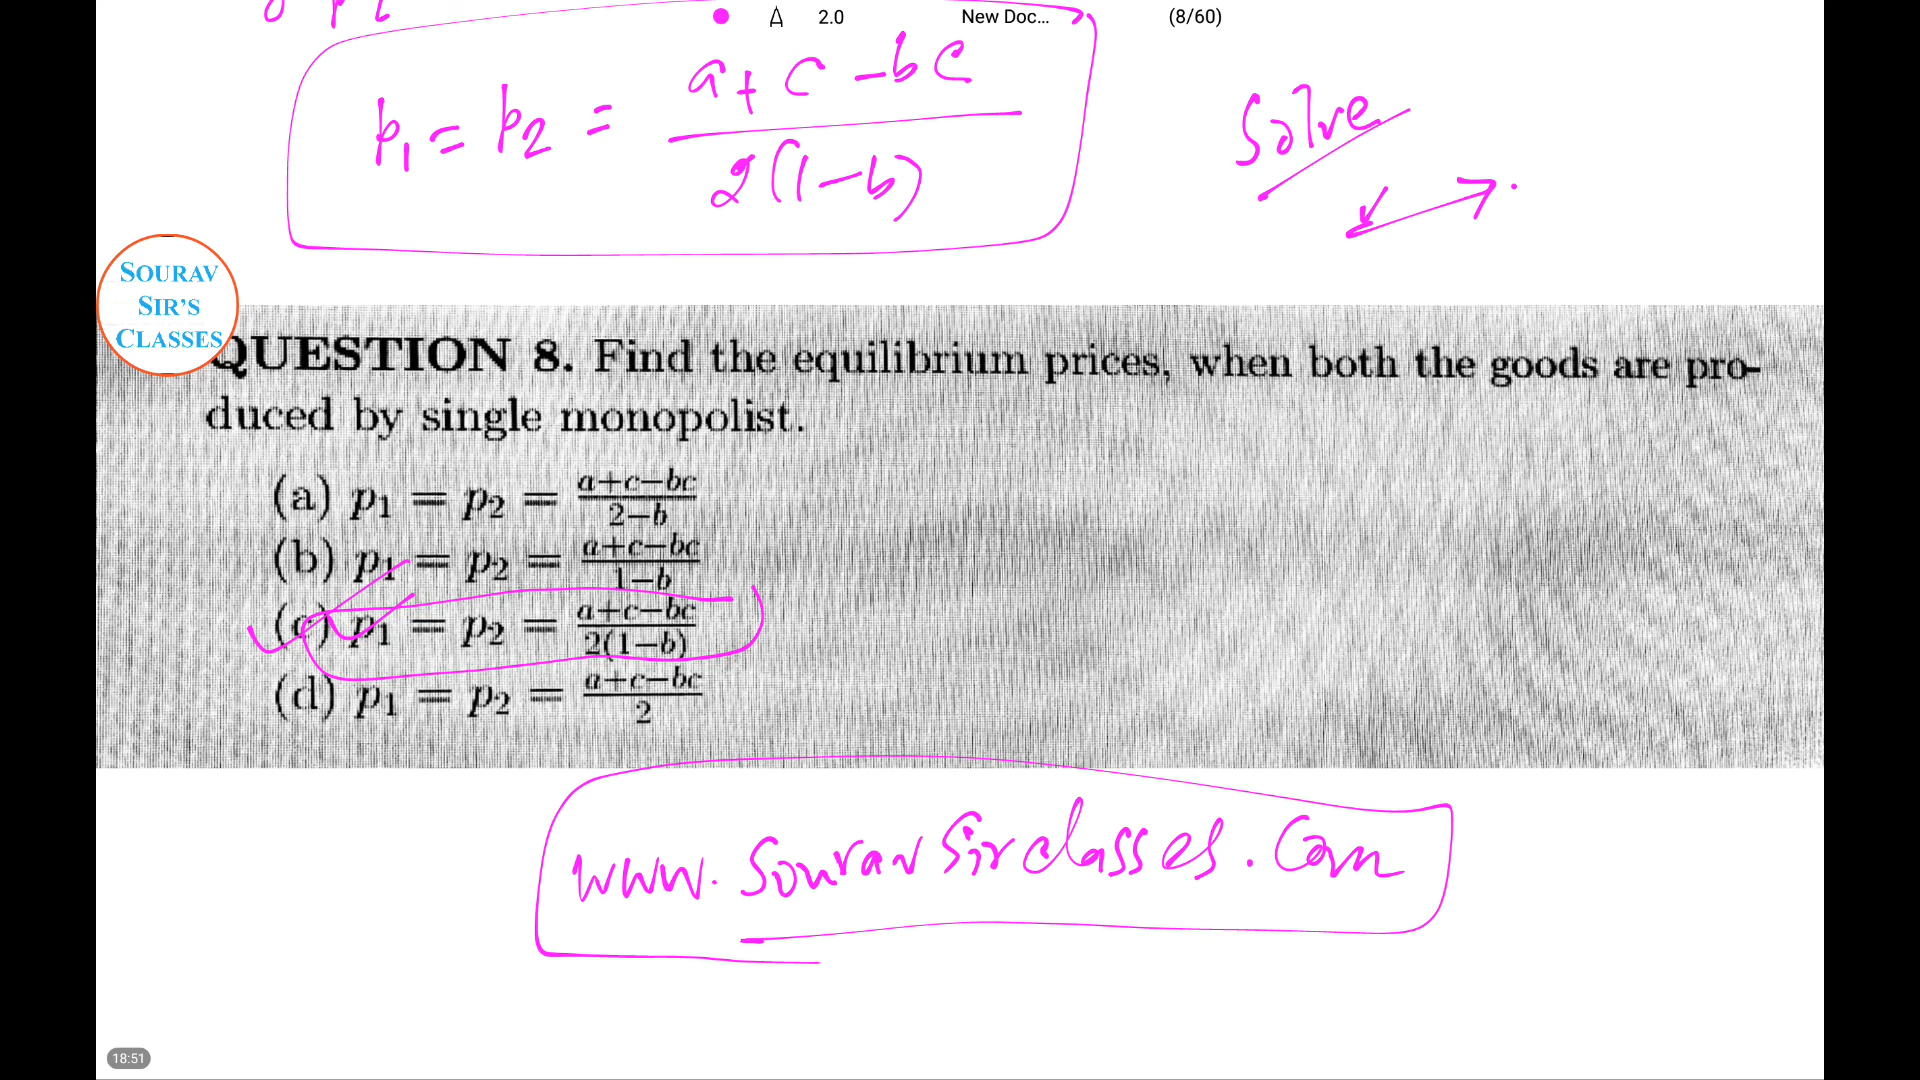 2.0 New Doc... (8/60)
p₁ = p₂ = a + c - bc / 2(1-b)
Solve
SOURAV
SIR'S
CLASSES
QUESTION 8. Find the equilibrium prices, when both the goods are pro-
duced by single monopolist.
(a) p₁ = p₂ = a+c−bc / 2−b
(b) p₁ = p₂ = a+c−bc / 1−b
(c) p₁ = p₂ = a+c−bc / 2(1−b)
(d) p₁ = p₂ = a+c−bc / 2
www.Souravsirclasses.com
18:51